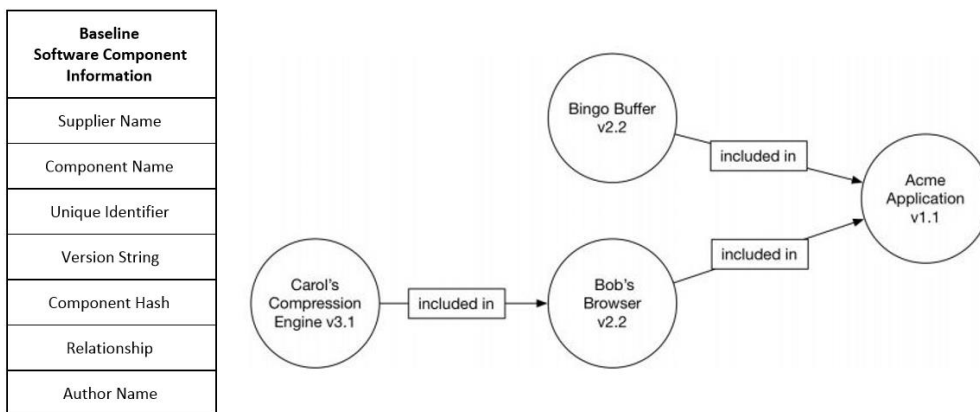 Baseline
Software Component
Information
Supplier Name
Component Name
Unique Identifier
Version String
Component Hash
Relationship
Author Name
Bingo Buffer
v2.2
included in
Acme
Application
v1.1
included in
Carol's
Compression
Engine v3.1
included in
Bob's
Browser
v2.2